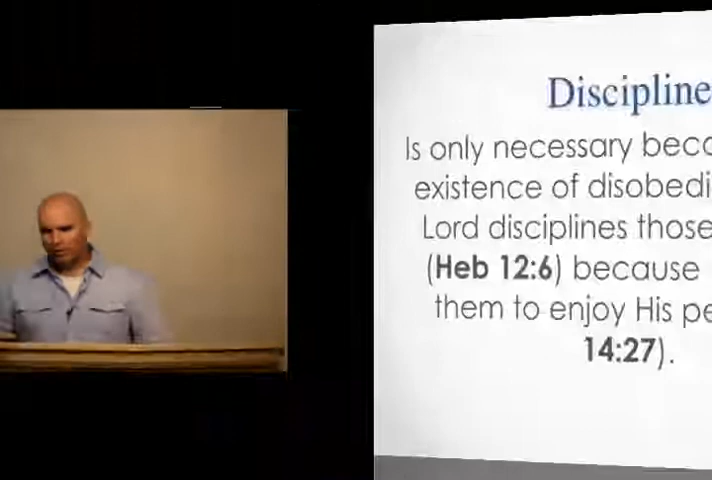 Discipline
Is only necessary beca
existence of disobedi
Lord disciplines those
(Heb 12:6) because
them to enjoy His pe
14:27).